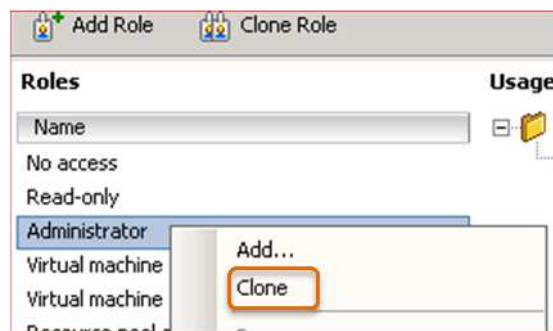 Add Role Clone Role
Roles Usage
Name
No access
Read-only
Administrator
Add...
Virtual machine
Clone
Virtual machine